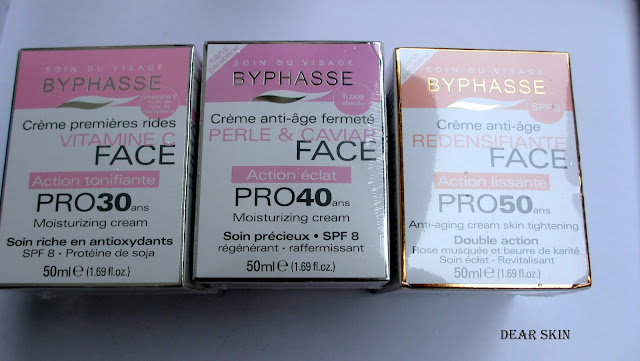 SOIN DU VISAGE
BYPHASSE
Crème premières rides
VITAMINE C
FACE
Action tonifiante
PRO30ans
Moisturizing cream
Soin riche en antioxydants
SPF 8 · Protéine de soja
50ml℮(1.69 fl.oz.)
SOIN DU VISAGE
BYPHASSE
luxe
absolu
Crème anti-âge fermeté
PERLE & CAVIAR
FACE
Action éclat
PRO40ans
Moisturizing cream
Soin précieux • SPF 8
régénérant · raffermissant
50ml℮(1.69 fl.oz.)
SOIN DU VISAGE
BYPHASSE
SPF 8
Crème anti-âge
REDENSIFIANTE
FACE
Action lissante
PRO50ans
Anti-aging cream skin tightening
Double action
Rose musquée et beurre de karité
Soin éclat · Revitalisant
50ml℮(1.69 fl.oz.)
DEAR SKIN